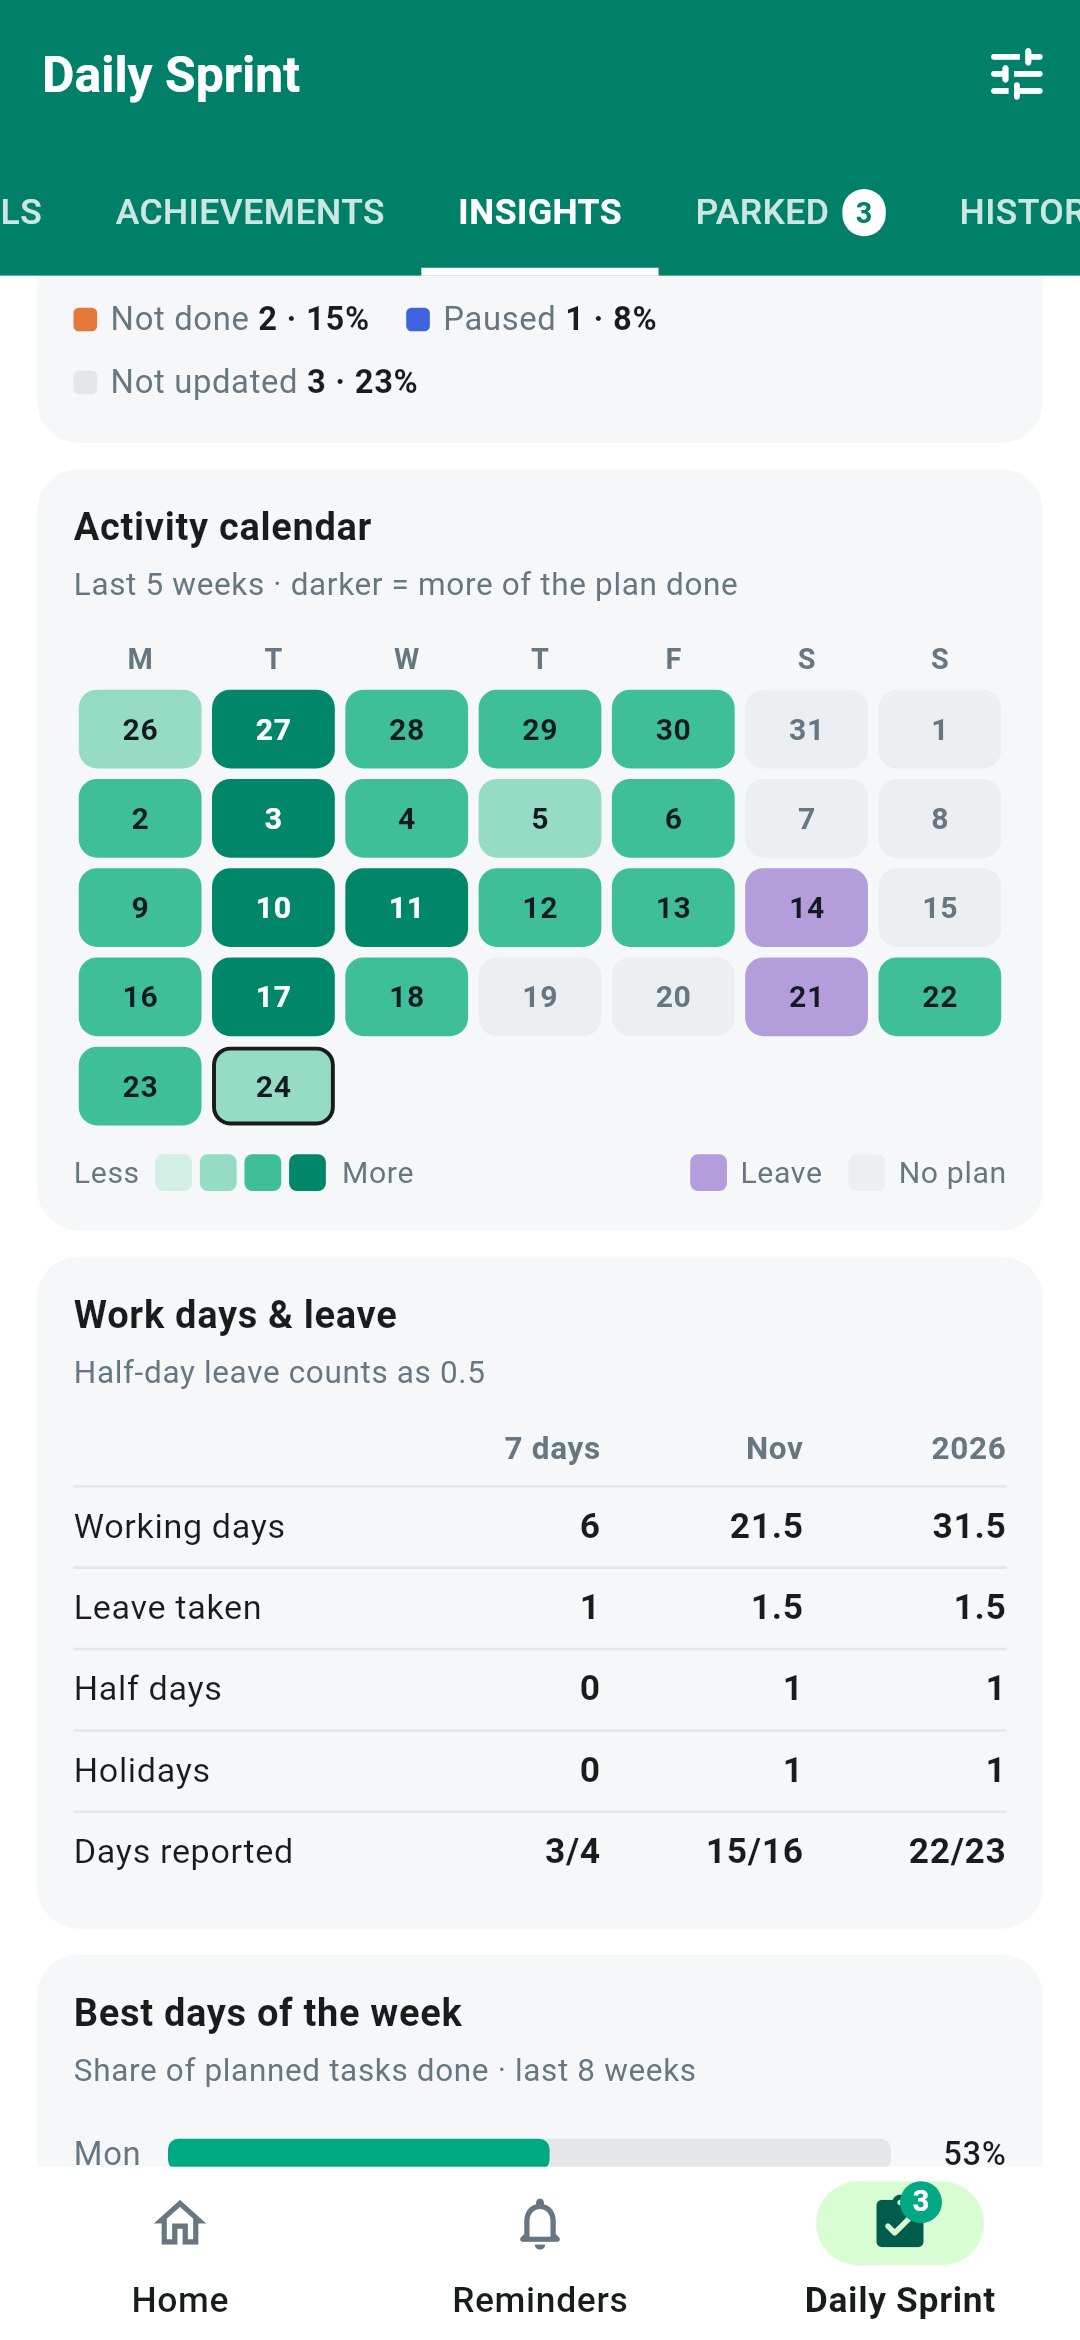 Daily Sprint
LS ACHIEVEMENTS INSIGHTS PARKED 3 HISTOR
Not done 2 · 15% Paused 1 · 8%
Not updated 3 · 23%
Activity calendar
Last 5 weeks · darker = more of the plan done
M T W T F S S
26 27 28 29 30 31 1
2 3 4 5 6 7 8
9 10 11 12 13 14 15
16 17 18 19 20 21 22
23 24
Less More Leave No plan
Work days & leave
Half-day leave counts as 0.5
7 days Nov 2026
Working days 6 21.5 31.5
Leave taken 1 1.5 1.5
Half days 0 1 1
Holidays 0 1 1
Days reported 3/4 15/16 22/23
Best days of the week
Share of planned tasks done · last 8 weeks
Mon 53%
3
Home Reminders Daily Sprint